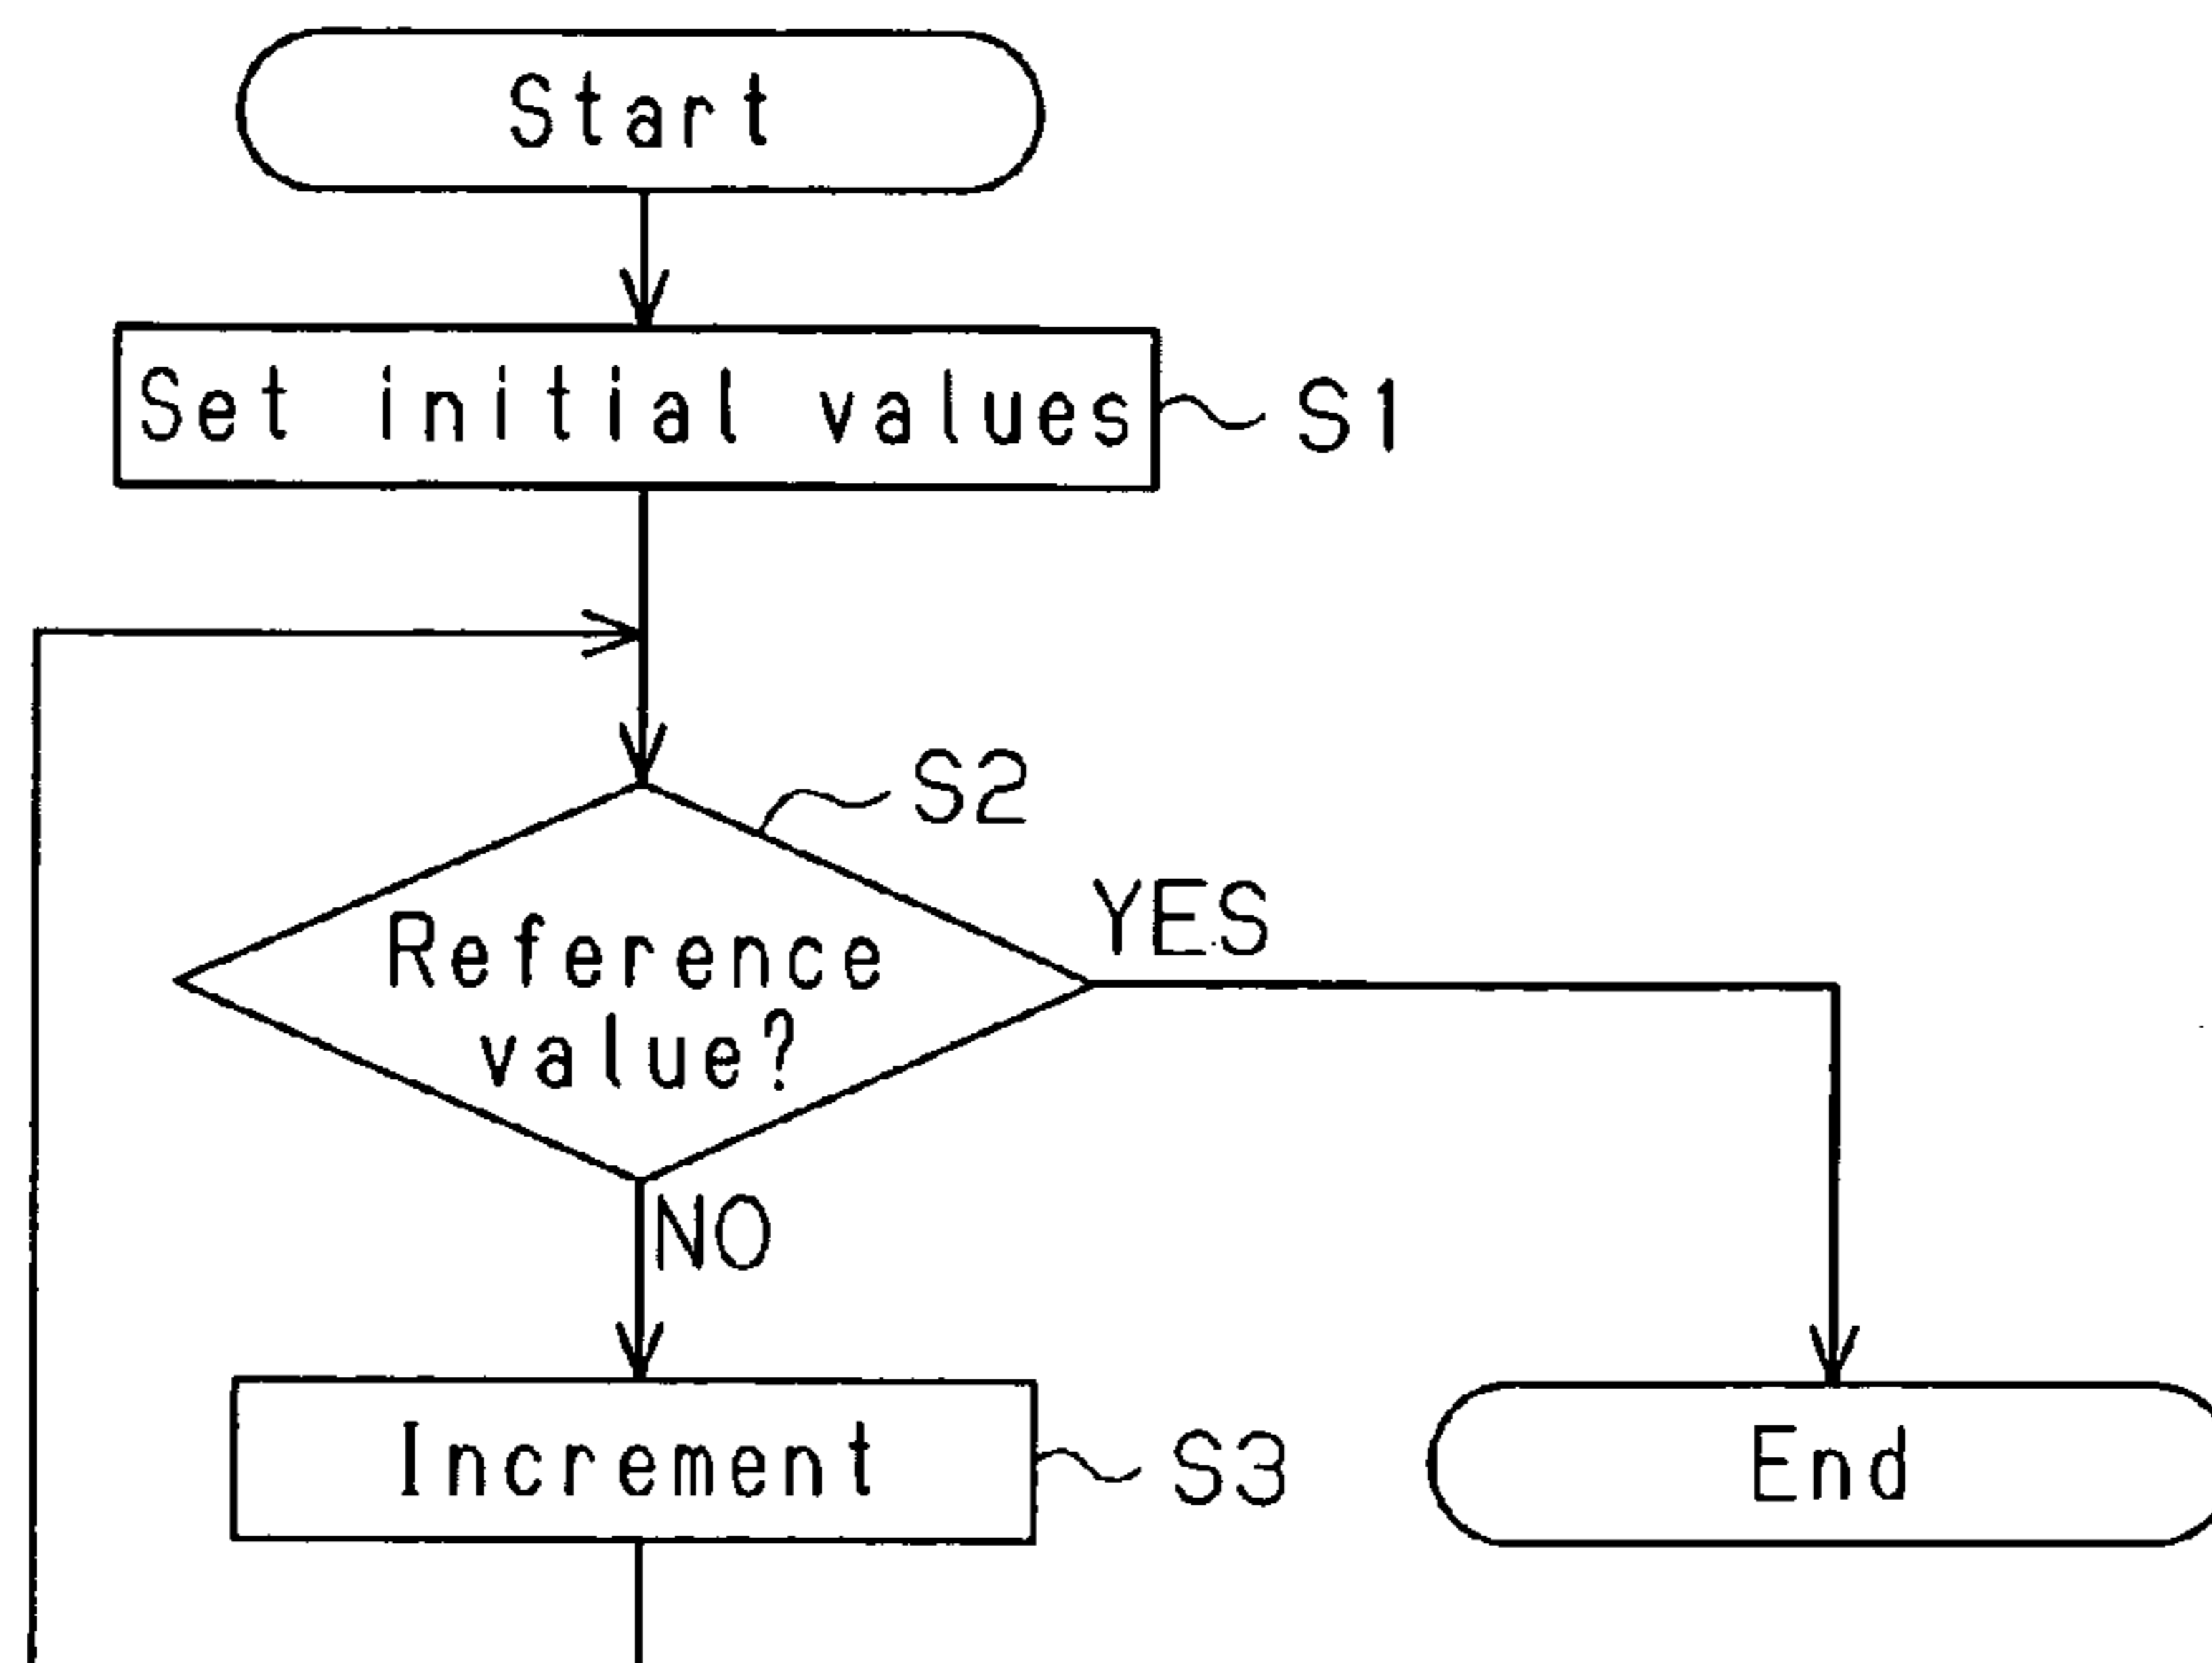 Start
Set initial values
S1
S2
Reference
value?
YES
NO
Increment
S3
End